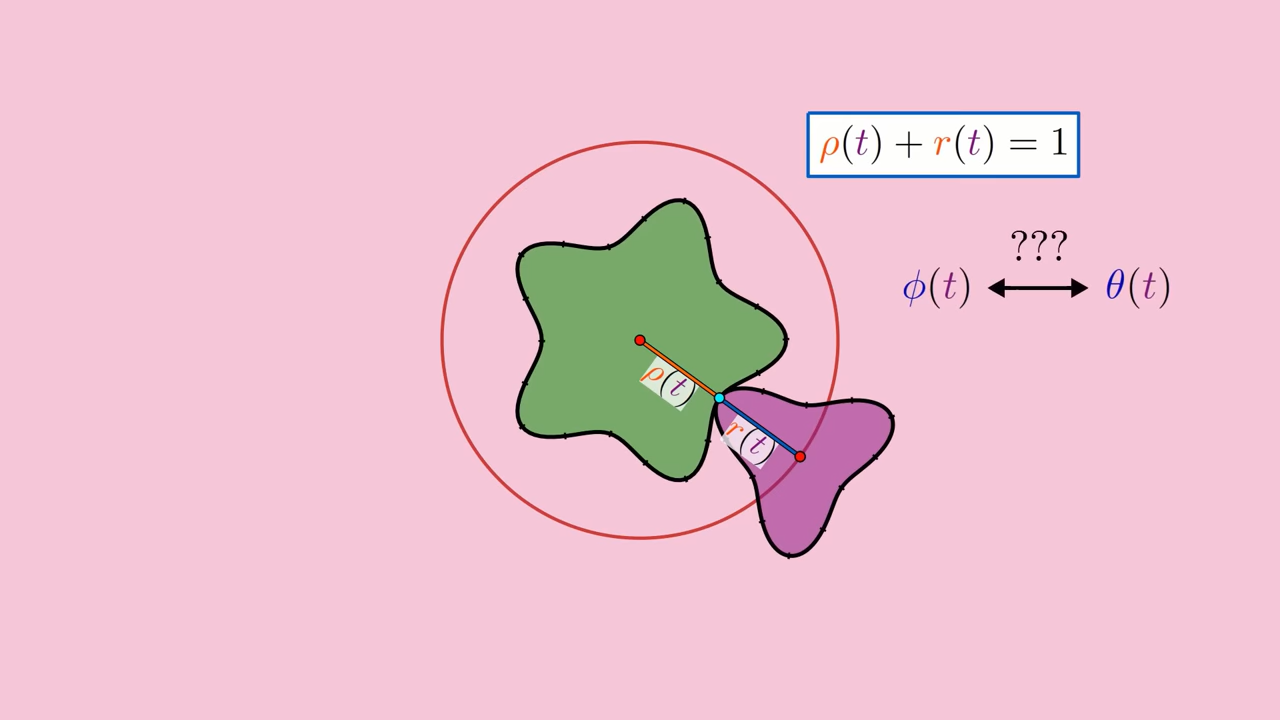 ρ(t) + r(t) = 1
???
ϕ(t) ⟷ θ(t)
ρ(t)
r(t)